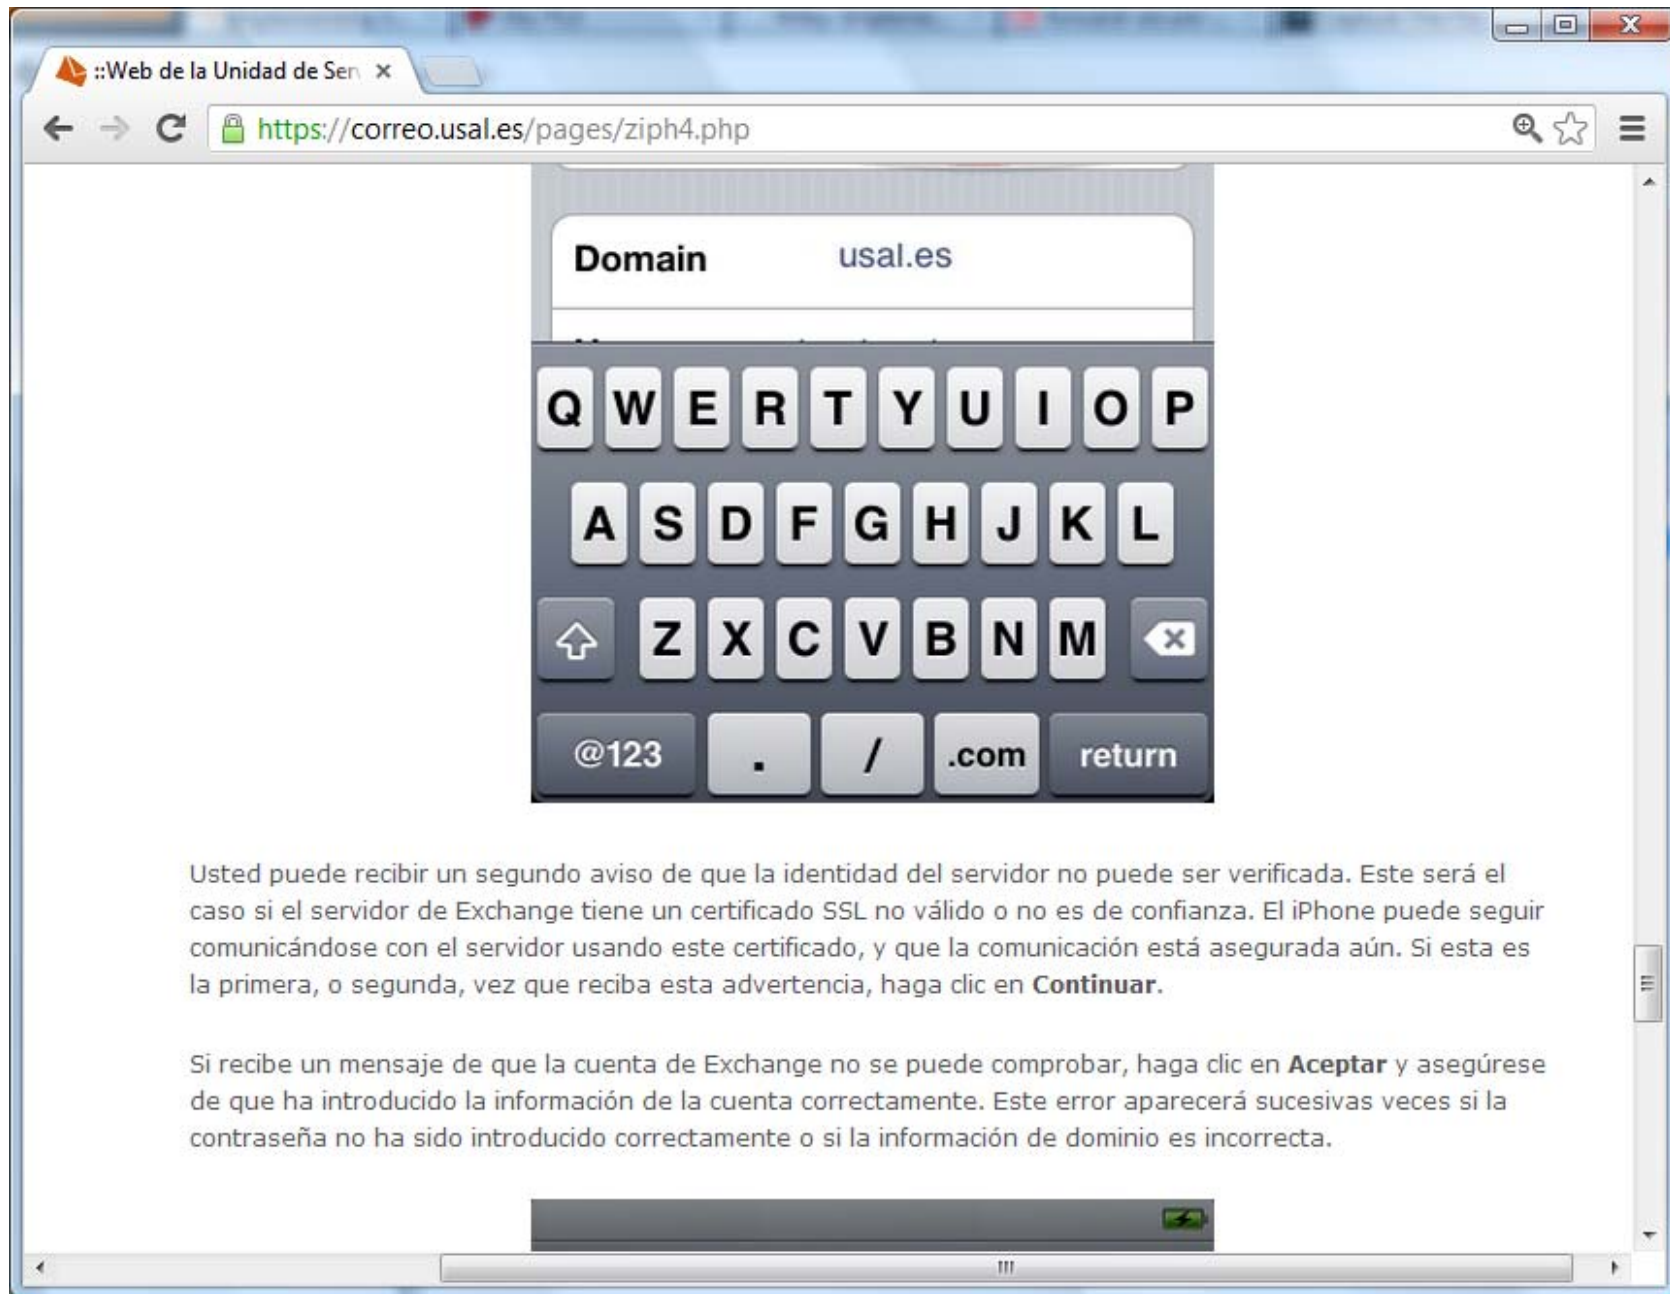 ::Web de la Unidad de Ser
https://correo.usal.es/pages/ziph4.php
Domain usal.es
Q W E R T Y U I O P
A S D F G H J K L
Z X C V B N M
@123 . / .com return
Usted puede recibir un segundo aviso de que la identidad del servidor no puede ser verificada. Este será el
caso si el servidor de Exchange tiene un certificado SSL no válido o no es de confianza. El iPhone puede seguir
comunicándose con el servidor usando este certificado, y que la comunicación está asegurada aún. Si esta es
la primera, o segunda, vez que reciba esta advertencia, haga clic en Continuar.
Si recibe un mensaje de que la cuenta de Exchange no se puede comprobar, haga clic en Aceptar y asegúrese
de que ha introducido la información de la cuenta correctamente. Este error aparecerá sucesivas veces si la
contraseña no ha sido introducido correctamente o si la información de dominio es incorrecta.